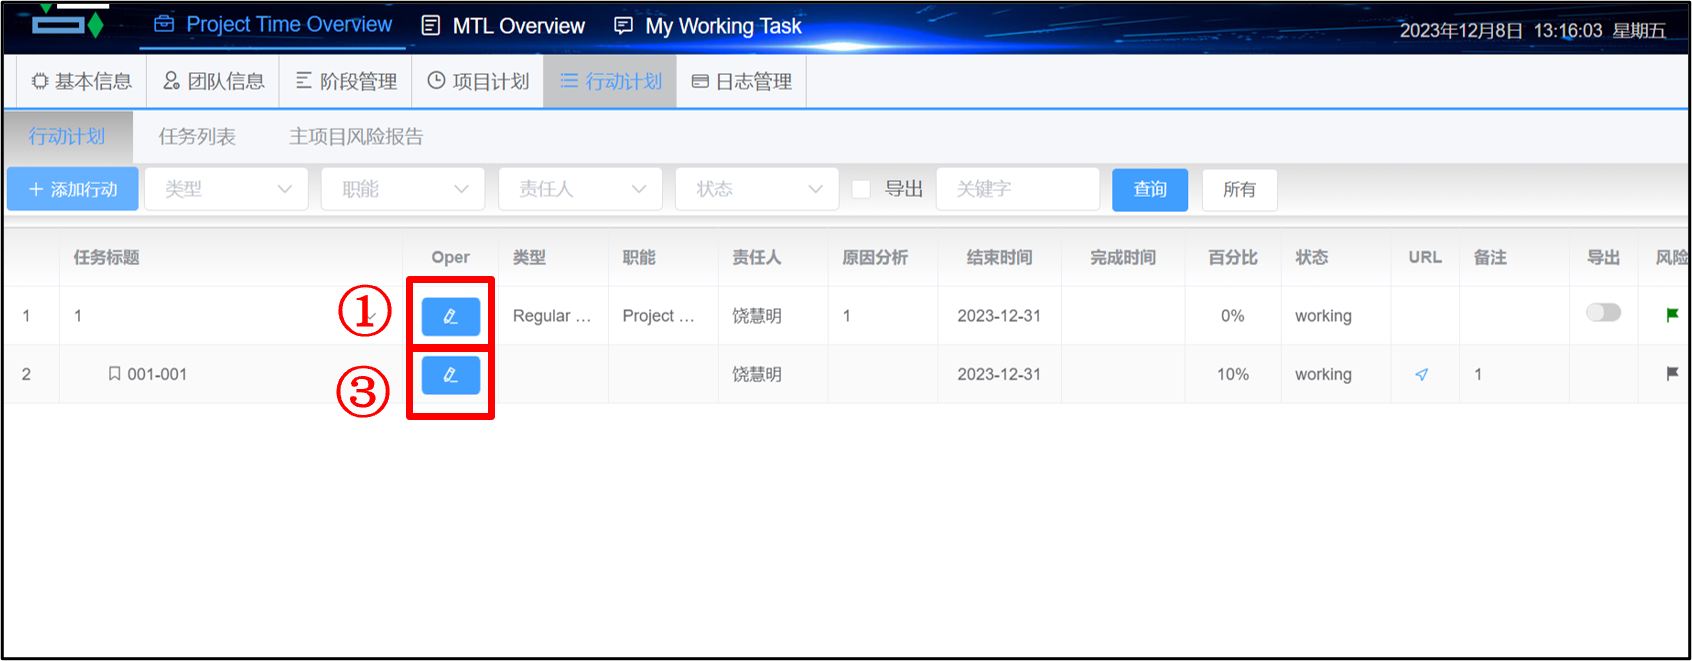 Project Time Overview MTL Overview My Working Task 2023年12月8日 13:16:03 星期五
基本信息 团队信息 阶段管理 项目计划 行动计划 日志管理
行动计划 任务列表 主项目风险报告
+ 添加行动 类型 职能 责任人 状态 导出 关键字 查询 所有
任务标题 Oper 类型 职能 责任人 原因分析 结束时间 完成时间 百分比 状态 URL 备注 导出 风险
1 1 ① Regular ... Project ... 饶慧明 1 2023-12-31 0% working
2 001-001 ③ 饶慧明 2023-12-31 10% working 1